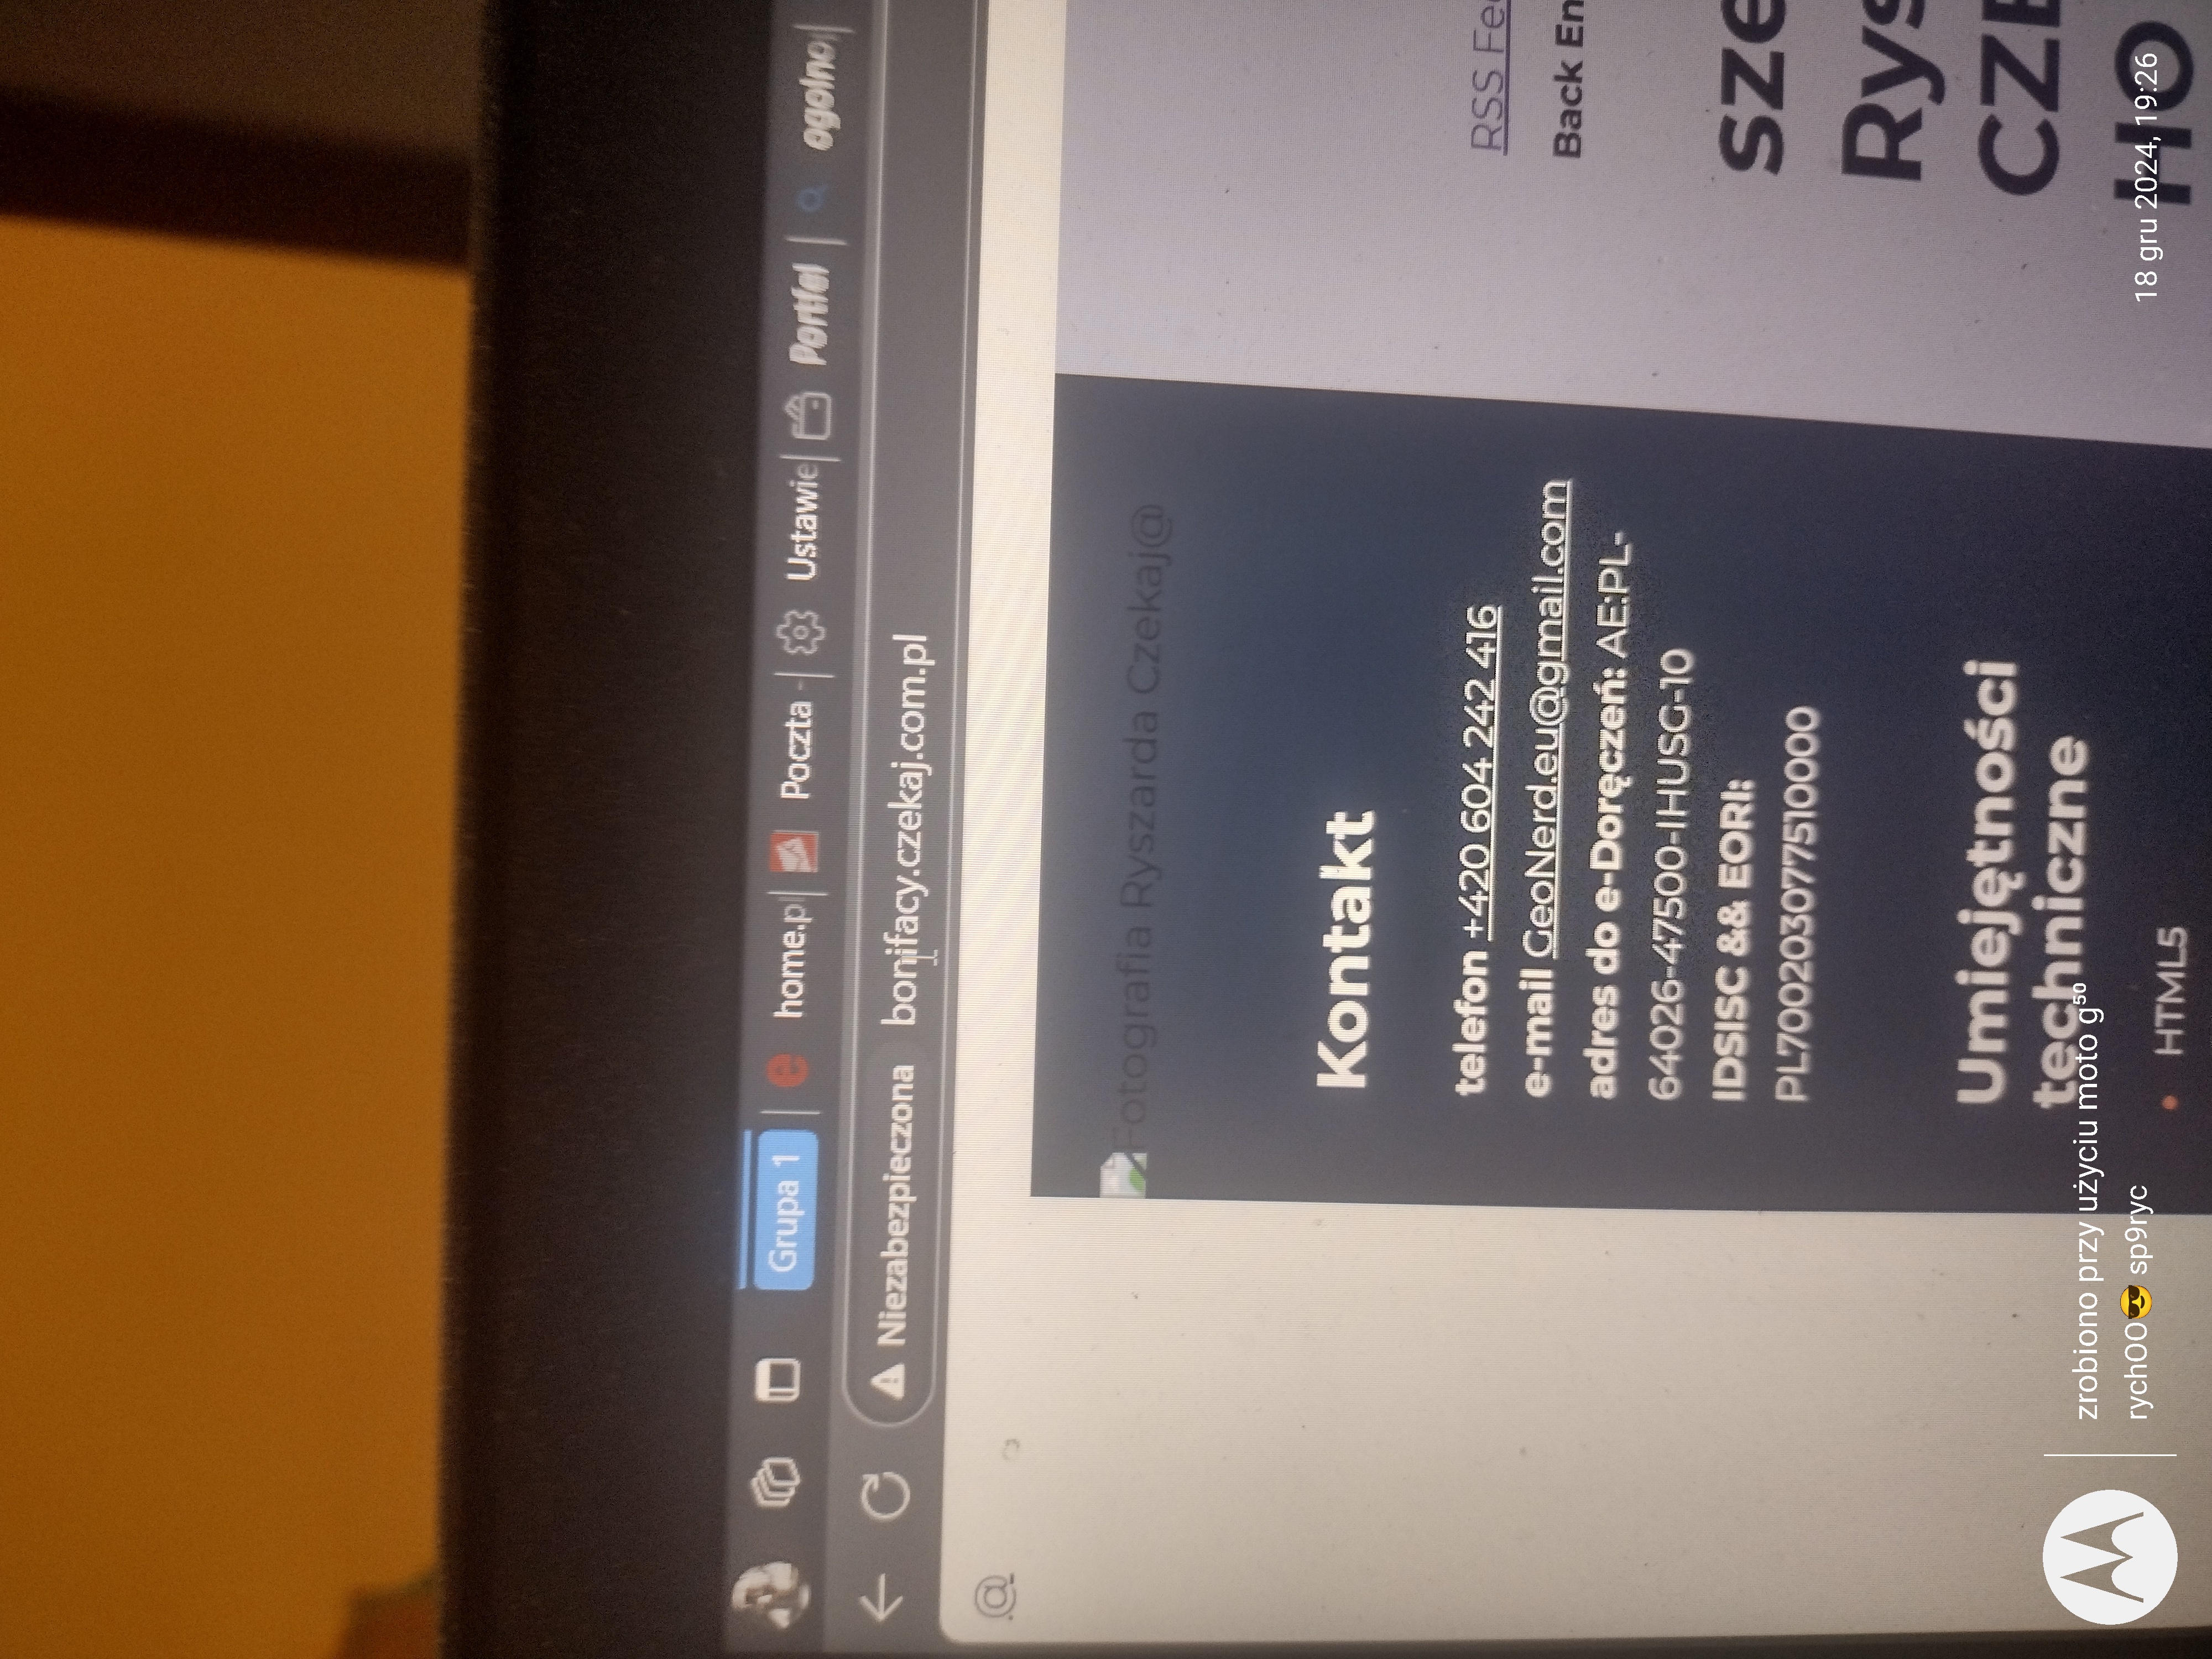 Grupa 1
home.p
Poczta -
Ustawie
Portfel
ogolno
Niezabezpieczona bonifacy.czekaj.com.pl
@
Fotografia Ryszarda Czekaj@
Kontakt
telefon +420 604 242 416
e-mail GeoNerd.eu@gmail.com
adres do e-Doręczeń: AE:PL-
64026-47500-IHUSG-10
IDSISC && EORI:
PL700203077510000
Umiejętności
techniczne
HTML5
RSS Fe
Back En
sze
Rys
CZE
HO
zrobiono przy użyciu moto g⁵⁰
rychOO😎 sp9ryc
18 gru 2024, 19:26